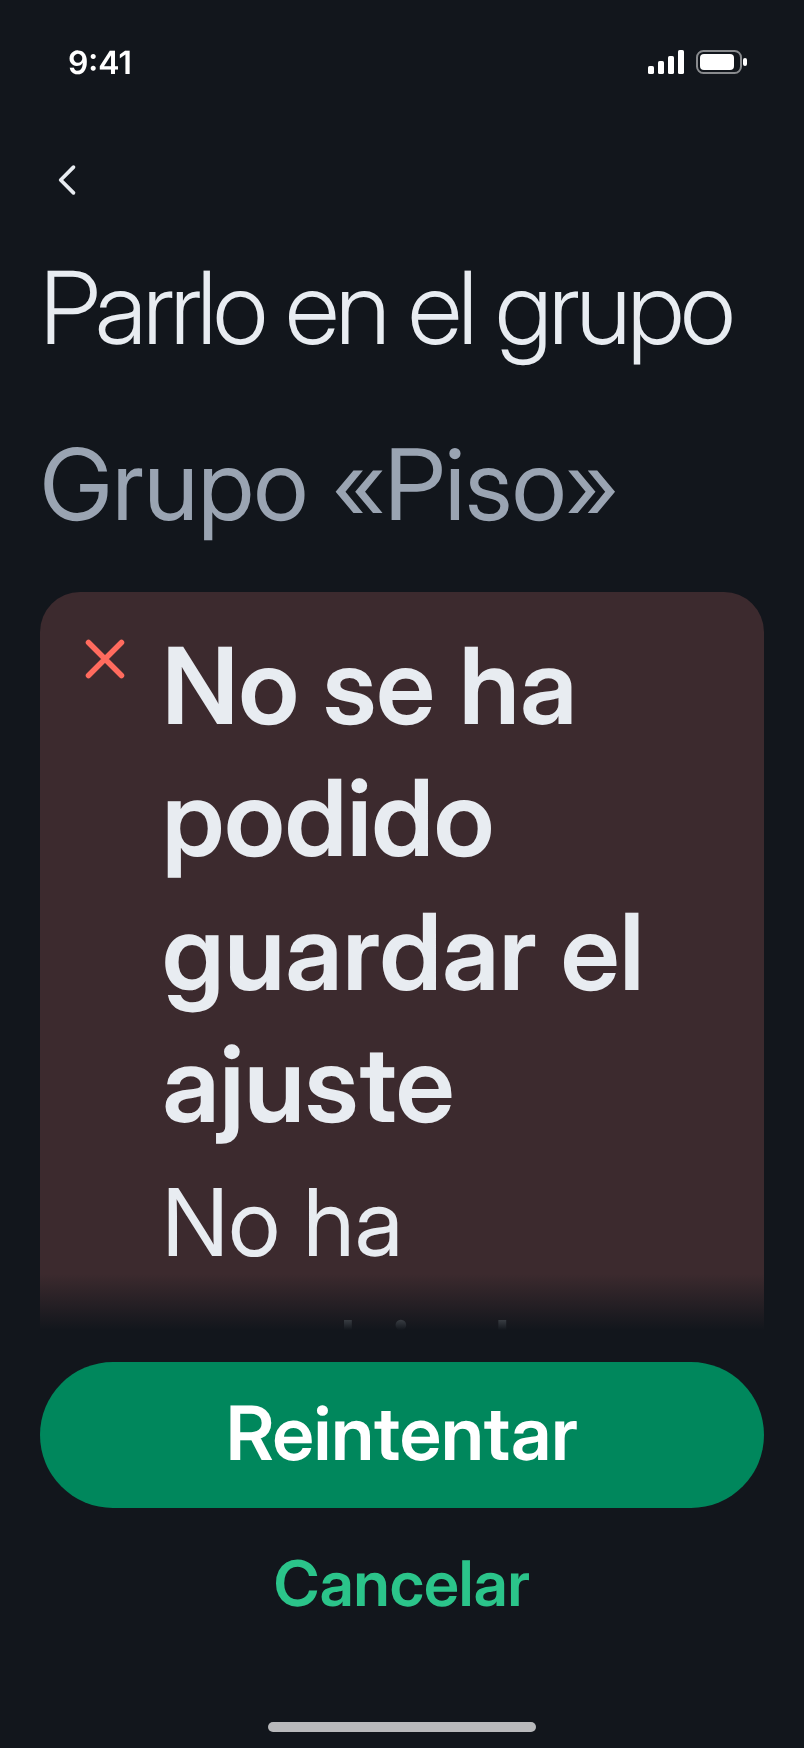 9:41
Parrlo en el grupo
Grupo «Piso»
No se ha
podido
guardar el
ajuste
No ha
Reintentar
Cancelar